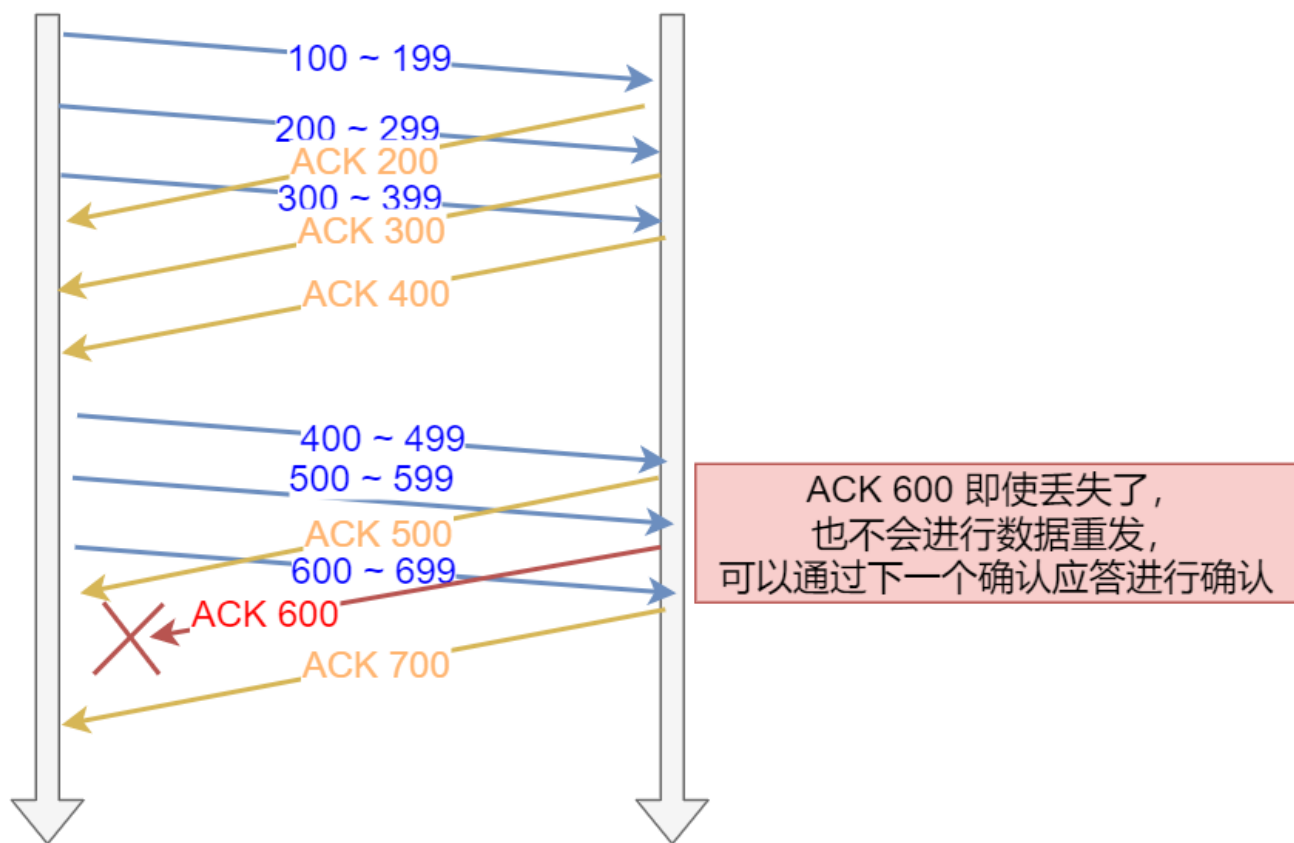 100 ~ 199
200 ~ 299
ACK 200
300 ~ 399
ACK 300
ACK 400
400 ~ 499
500 ~ 599
ACK 500
600 ~ 699
ACK 600
ACK 700
ACK 600 即使丢失了，
也不会进行数据重发，
可以通过下一个确认应答进行确认